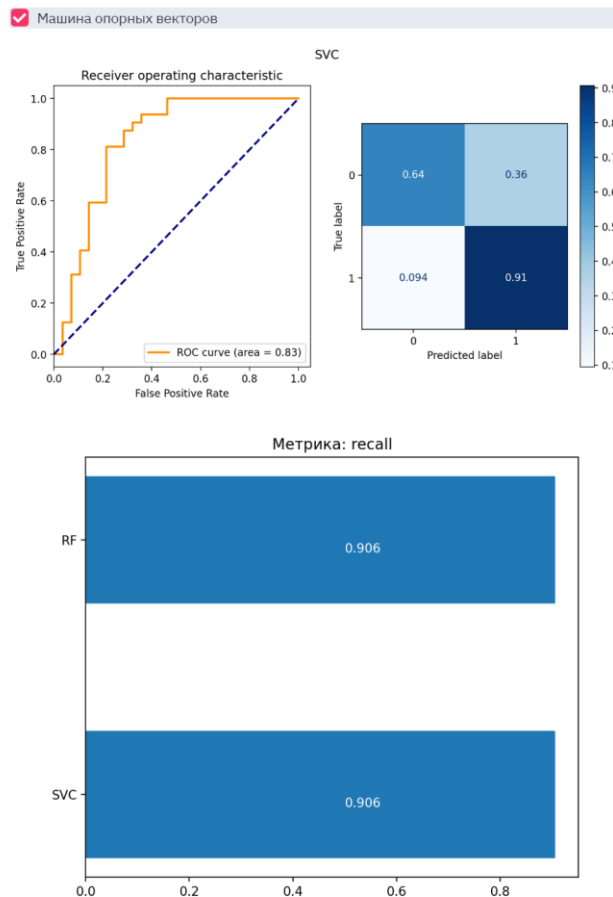 Машина опорных векторов
SVC
Receiver operating characteristic
True Positive Rate
1.0
0.8
0.6
0.4
0.2
0.0
ROC curve (area = 0.83)
0.0 0.2 0.4 0.6 0.8 1.0
False Positive Rate
True label
0
1
0.64 0.36
0.094 0.91
0 1
Predicted label
Метрика: recall
RF
0.906
SVC
0.906
0.0 0.2 0.4 0.6 0.8